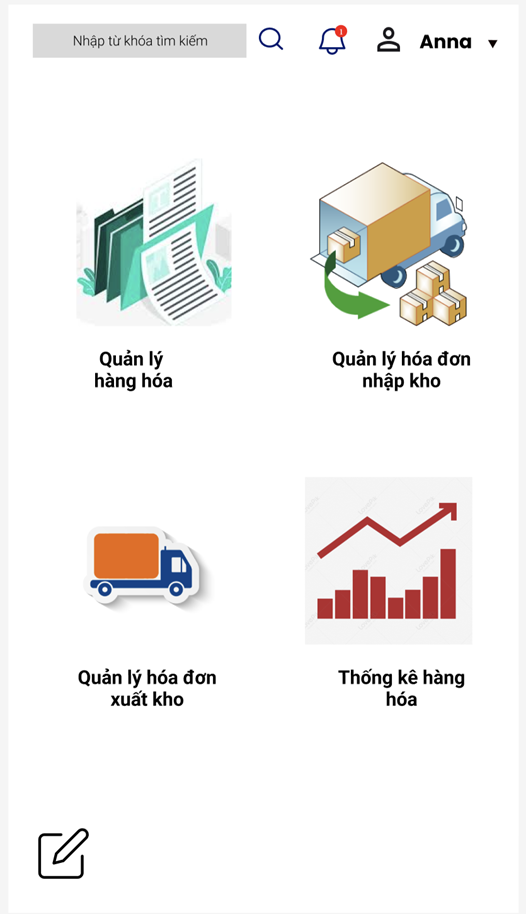 Nhập từ khóa tìm kiếm
1
Anna
Quản lý
hàng hóa
Quản lý hóa đơn
nhập kho
Quản lý hóa đơn
xuất kho
Thống kê hàng
hóa